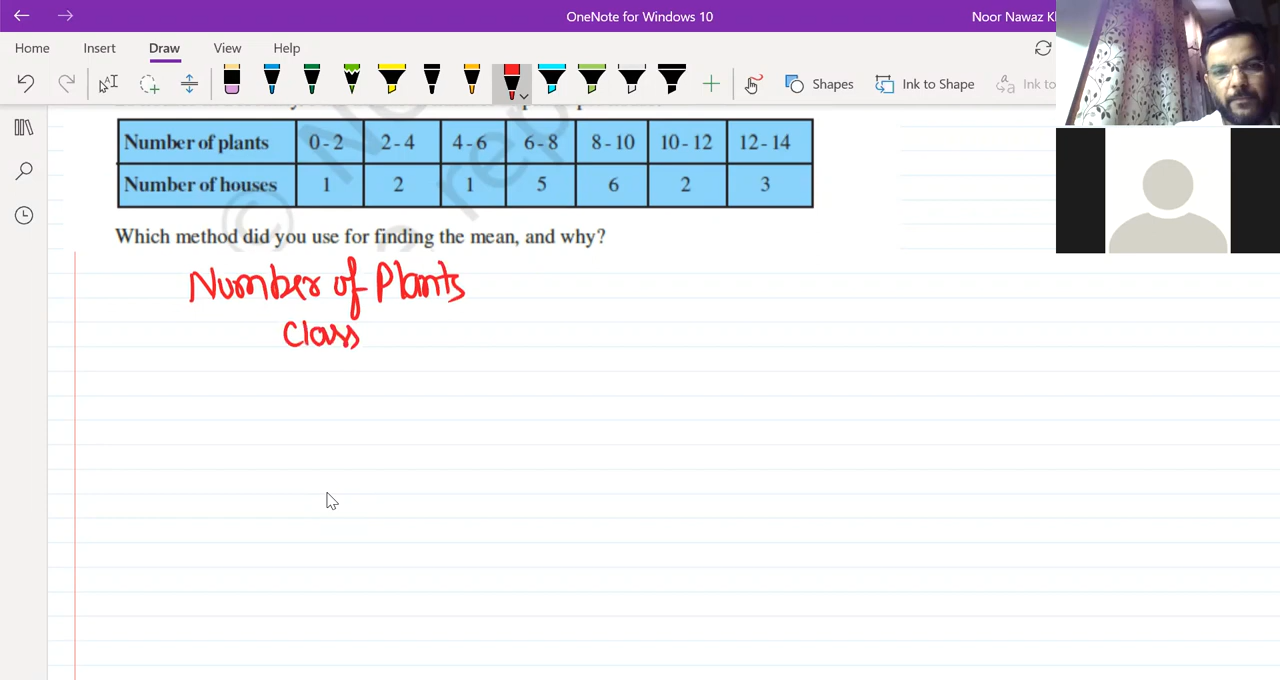 OneNote for Windows 10
Noor Nawaz Kh
Home Insert Draw View Help
Shapes Ink to Shape Ink to
Number of plants 0 - 2 2 - 4 4 - 6 6 - 8 8 - 10 10 - 12 12 - 14
Number of houses 1 2 1 5 6 2 3
Which method did you use for finding the mean, and why?
Number of Plants
Class